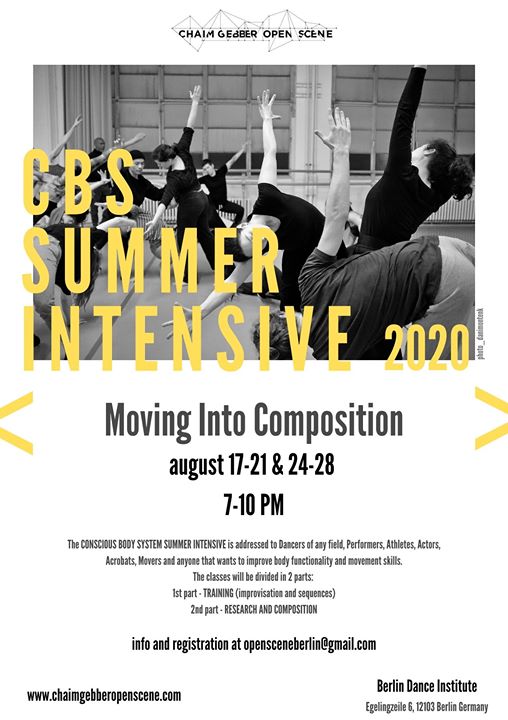 CHAIM GEBBER OPEN SCENE
CBS
SUMMER
INTENSIVE 2020
photo_danimontenk
Moving Into Composition
august 17-21 & 24-28
7-10 PM
The CONSCIOUS BODY SYSTEM SUMMER INTENSIVE is addressed to Dancers of any field, Performers, Athletes, Actors,
Acrobats, Movers and anyone that wants to improve body functionality and movement skills.
The classes will be divided in 2 parts:
1st part - TRAINING (improvisation and sequences)
2nd part - RESEARCH AND COMPOSITION
info and registration at opensceneberlin@gmail.com
www.chaimgebberopenscene.com
Berlin Dance Institute
Egelingzeile 6, 12103 Berlin Germany